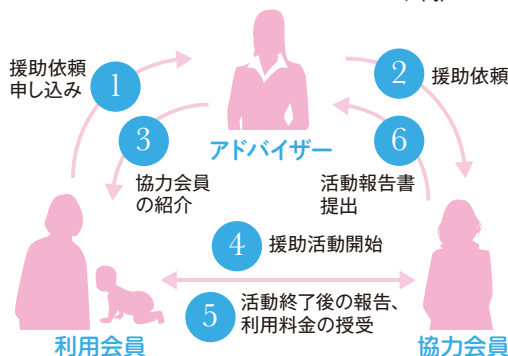 1
援助依頼
申し込み
2
援助依頼
3
協力会員
の紹介
アドバイザー
6
活動報告書
提出
4
援助活動開始
5
活動終了後の報告、
利用料金の授受
利用会員
協力会員